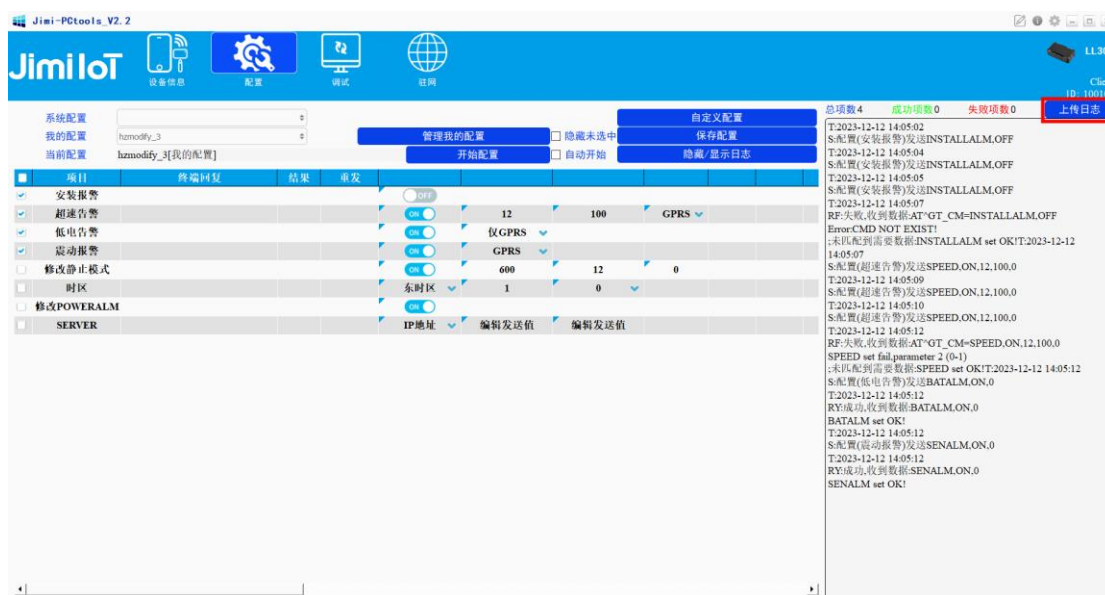 Jimi-PCtools_V2.2
Jimi IoT
设备信息
配置
调试
驻网
LL30
Clie
ID: 10010
系统配置
自定义配置
我的配置 hzmodify_3 管理我的配置 隐藏未选中 保存配置
当前配置 hzmodify_3[我的配置] 开始配置 自动开始 隐藏/显示日志
项目 终端回复 结果 重发
安装报警 OFF
超速告警 ON 12 100 GPRS
低电告警 ON 仅GPRS
震动报警 ON GPRS
修改静止模式 ON 600 12 0
时区 东时区 1 0
修改POWERALM ON
SERVER IP地址 编辑发送值 编辑发送值
总项数4 成功项数0 失败项数0 上传日志
T:2023-12-12 14:05:02
S:配置(安装报警)发送INSTALLALM,OFF
T:2023-12-12 14:05:04
S:配置(安装报警)发送INSTALLALM,OFF
T:2023-12-12 14:05:05
S:配置(安装报警)发送INSTALLALM,OFF
T:2023-12-12 14:05:07
RF:失败,收到数据:AT^GT_CM=INSTALLALM,OFF
Error:CMD NOT EXIST!
;未匹配到需要数据:INSTALLALM set OK!T:2023-12-12
14:05:07
S:配置(超速告警)发送SPEED,ON,12,100,0
T:2023-12-12 14:05:09
S:配置(超速告警)发送SPEED,ON,12,100,0
T:2023-12-12 14:05:10
S:配置(超速告警)发送SPEED,ON,12,100,0
T:2023-12-12 14:05:12
RF:失败,收到数据:AT^GT_CM=SPEED,ON,12,100,0
SPEED set fail,parameter 2 (0-1)
;未匹配到需要数据:SPEED set OK!T:2023-12-12 14:05:12
S:配置(低电告警)发送BATALM,ON,0
T:2023-12-12 14:05:12
RY:成功,收到数据:BATALM,ON,0
BATALM set OK!
T:2023-12-12 14:05:12
S:配置(震动报警)发送SENALM,ON,0
T:2023-12-12 14:05:12
RY:成功,收到数据:SENALM,ON,0
SENALM set OK!